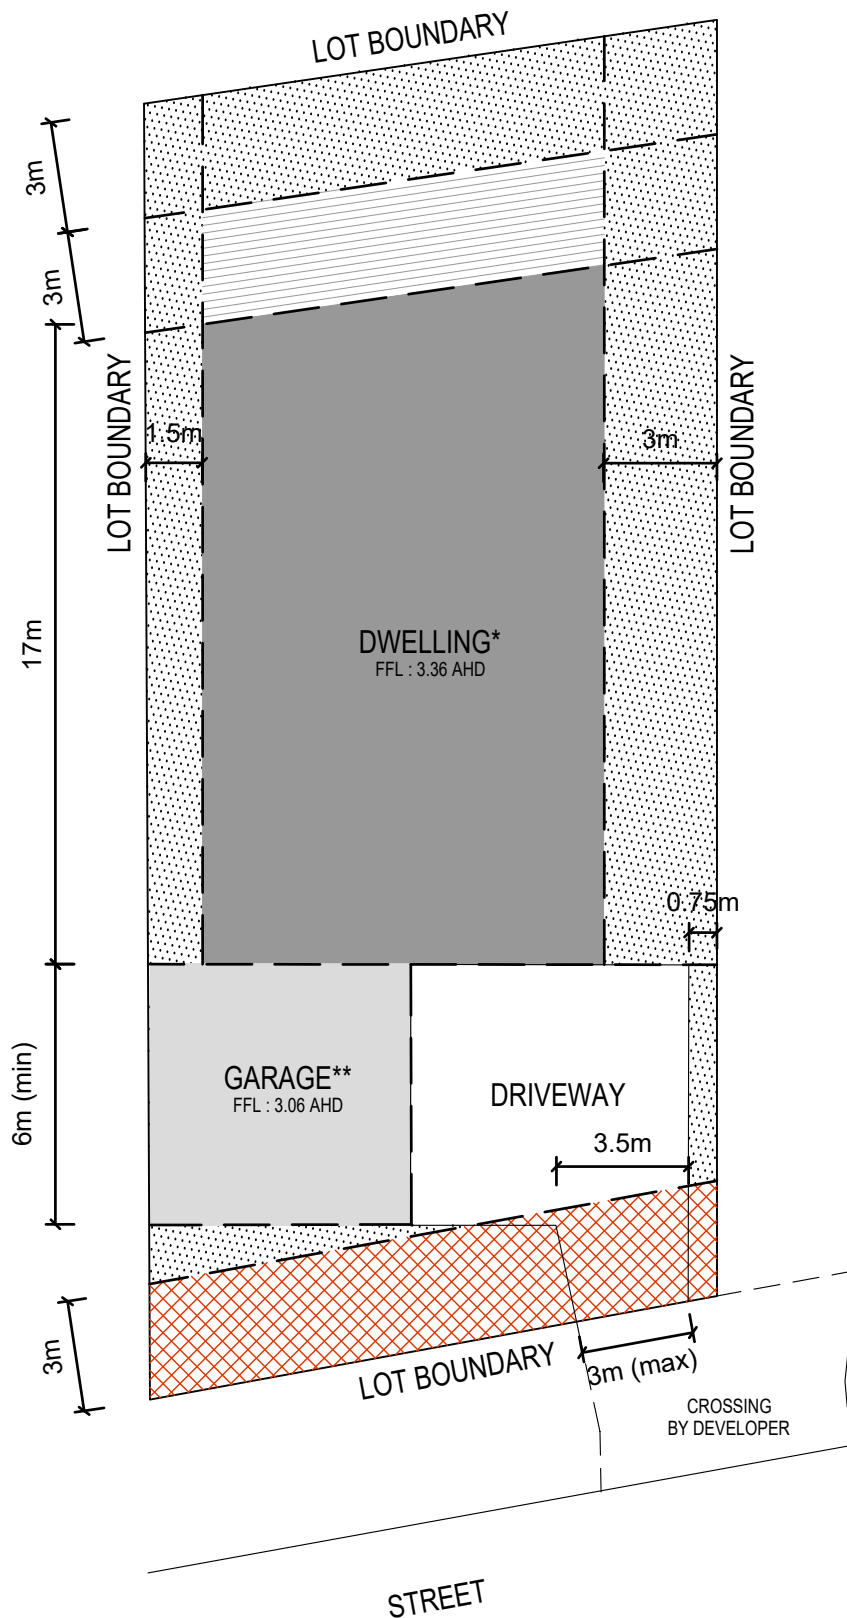 LOT BOUNDARY
3m
3m
LOT BOUNDARY
LOT BOUNDARY
1.5m
3m
17m
DWELLING*
FFL : 3.36 AHD
0.75m
6m (min)
GARAGE**
FFL : 3.06 AHD
DRIVEWAY
3.5m
3m
LOT BOUNDARY
3m (max)
CROSSING
BY DEVELOPER
STREET